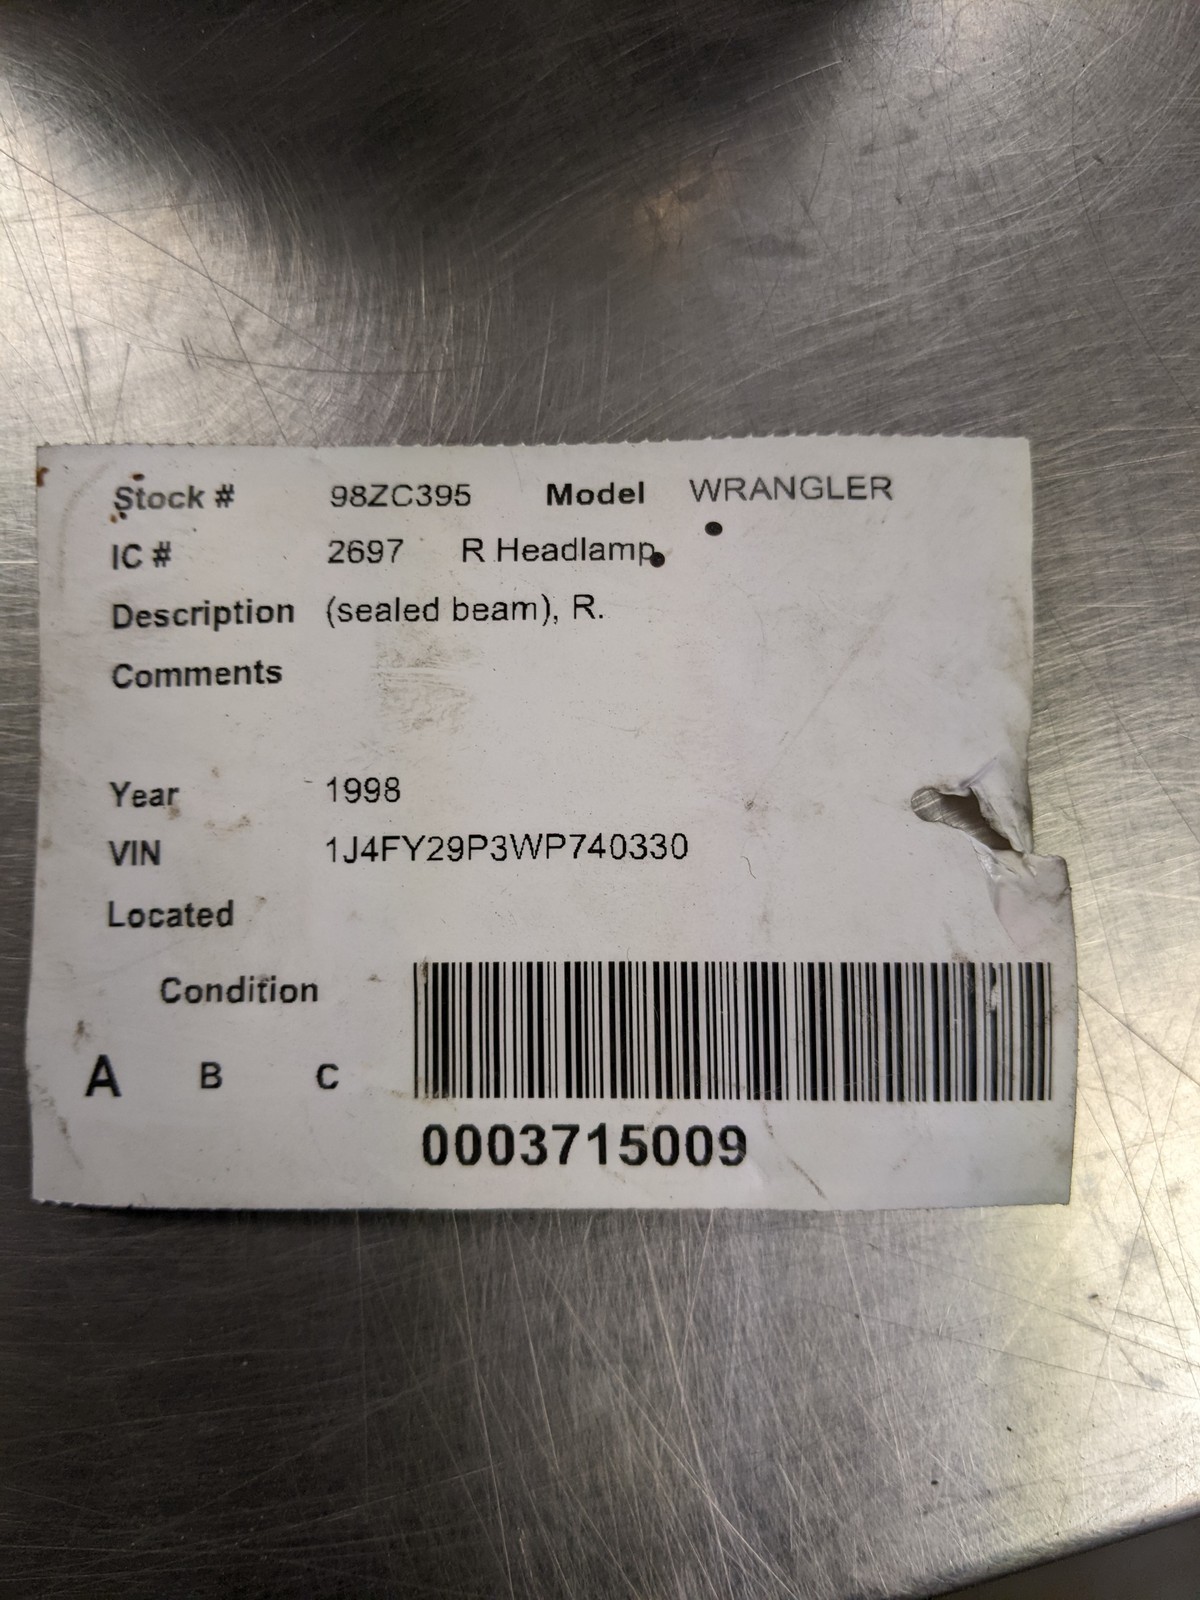 Stock # 98ZC395 Model WRANGLER
IC # 2697 R Headlamp
Description (sealed beam), R.
Comments
Year 1998
VIN 1J4FY29P3WP740330
Located
Condition
A B C
0003715009